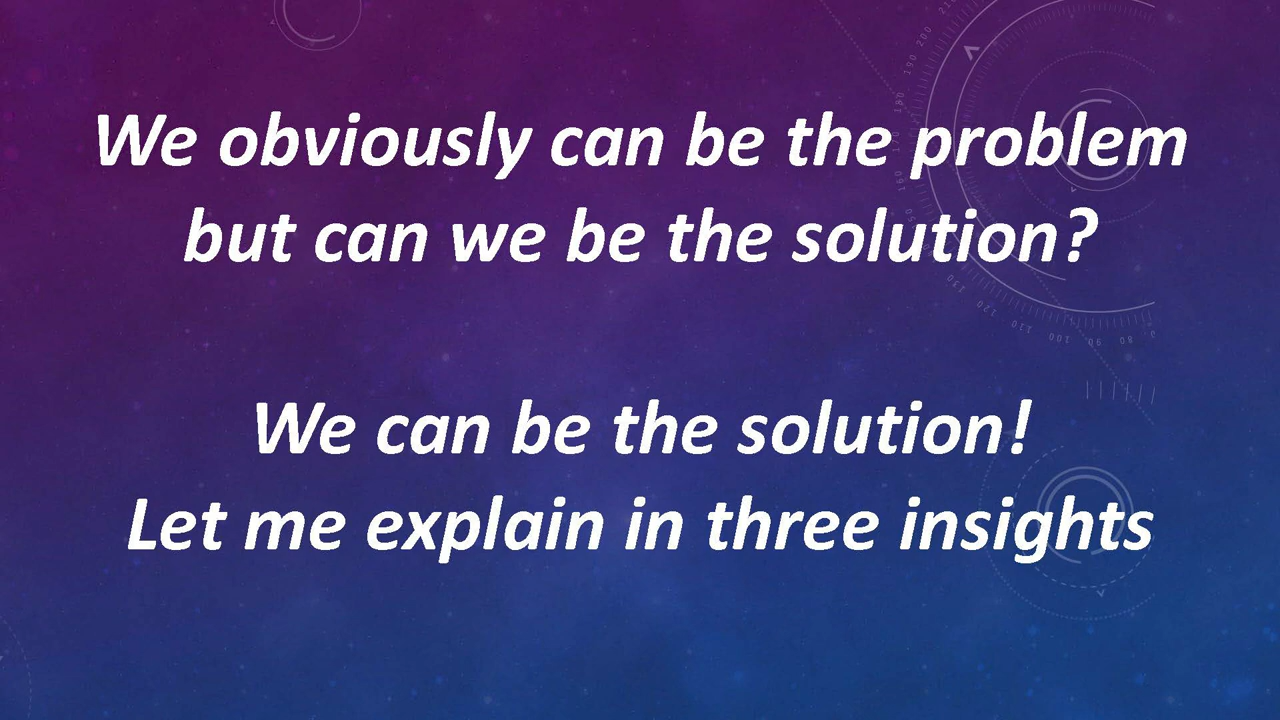 We obviously can be the problem
but can we be the solution?
We can be the solution!
Let me explain in three insights